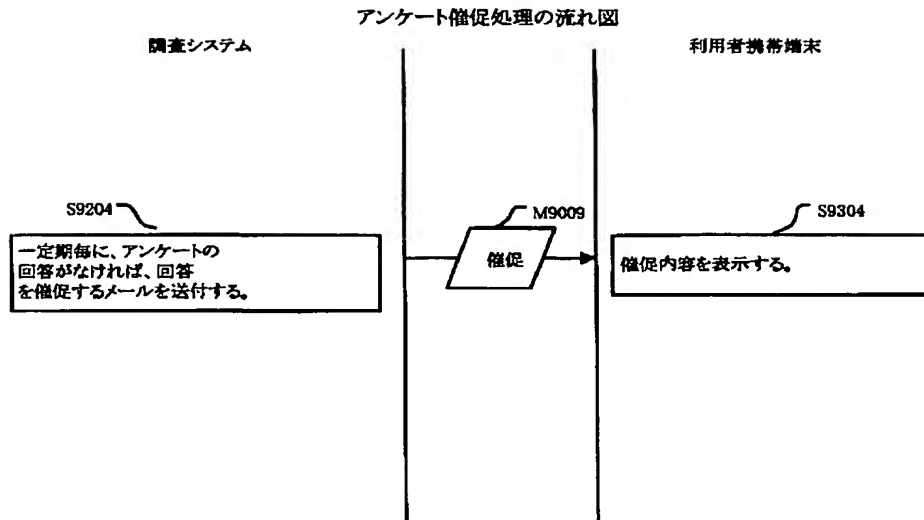 アンケート催促処理の流れ図
調査システム
利用者携帯端末
S9204
M9009
S9304
一定期毎に、アンケートの
回答がなければ、回答
を催促するメールを送付する。
催促
催促内容を表示する。